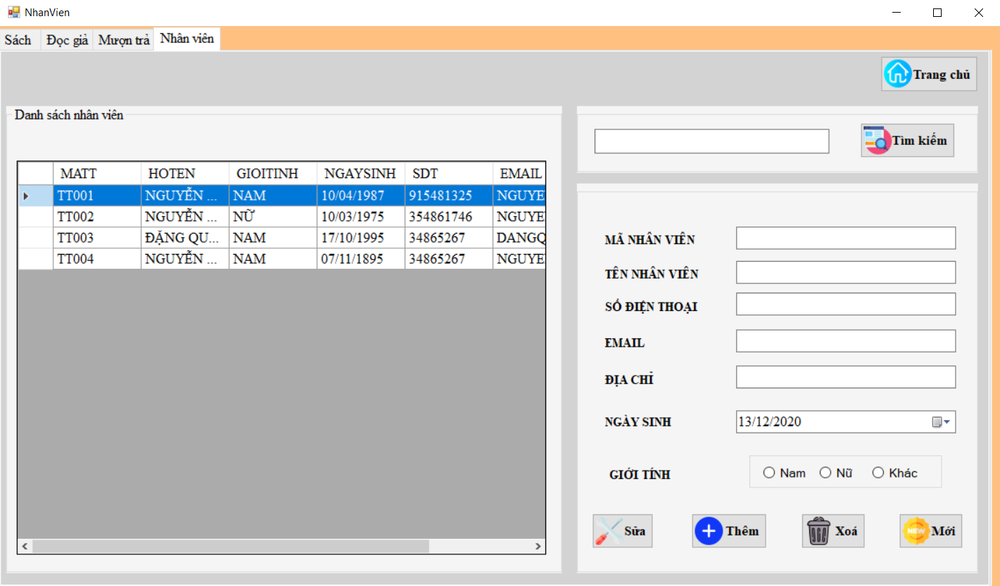 NhanVien
Sách Đọc giả Mượn trả Nhân viên
Trang chủ
Danh sách nhân viên
MATT HOTEN GIOITINH NGAYSINH SDT EMAIL
TT001 NGUYỄN ... NAM 10/04/1987 915481325 NGUYE
TT002 NGUYỄN ... NỮ 10/03/1975 354861746 NGUYE
TT003 ĐẶNG QU... NAM 17/10/1995 34865267 DANGQ
TT004 NGUYỄN ... NAM 07/11/1895 34865267 NGUYE
Tìm kiếm
MÃ NHÂN VIÊN
TÊN NHÂN VIÊN
SỐ ĐIỆN THOẠI
EMAIL
ĐỊA CHỈ
NGÀY SINH 13/12/2020
GIỚI TÍNH Nam Nữ Khác
Sửa Thêm Xoá NEW Mới